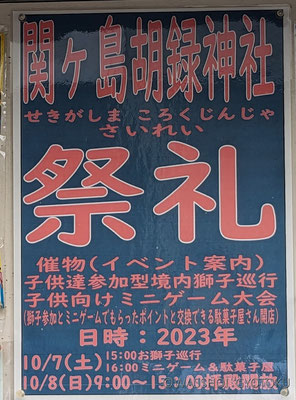 関ヶ島胡録神社
せきがしま ころくじんじゃ
さいれい
祭礼
催物(イベント案内)
子供達参加型境内獅子巡行
子供向けミニゲーム大会
(獅子参加とミニゲームでもらったポイントと交換できる駄菓子屋さん開店)
日時：2023年
10/7(土)15:00お獅子巡行
16:00ミニゲーム&駄菓子屋
10/8(日)9:00～15:00拝殿開放